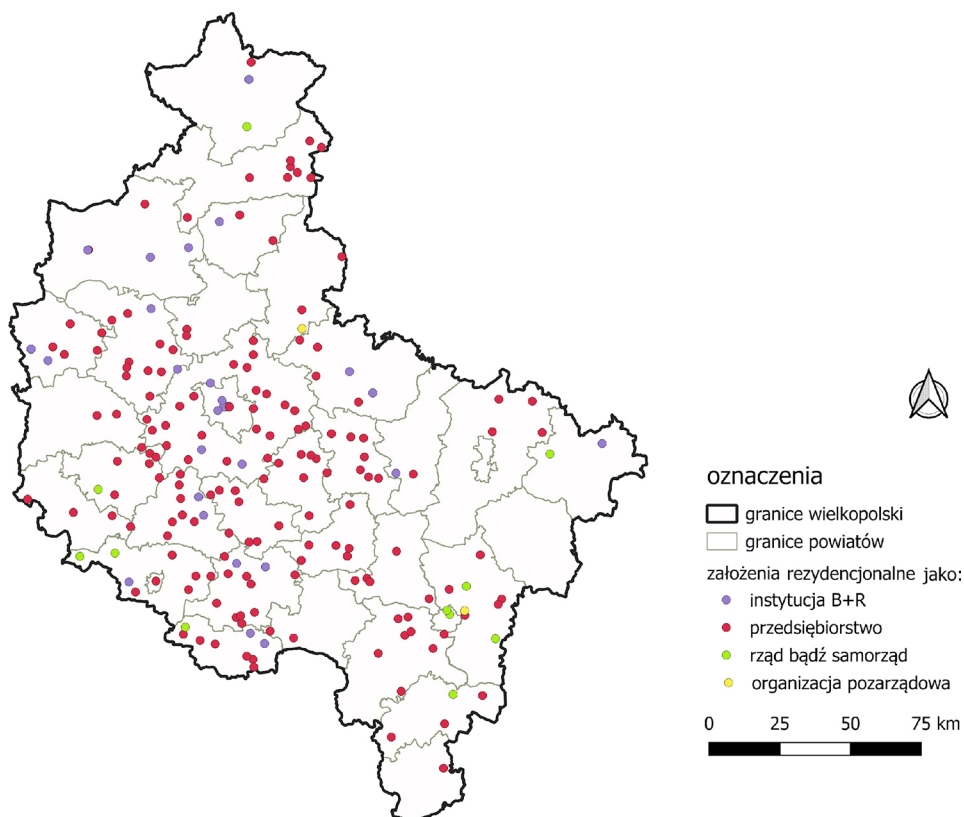 oznaczenia
granice wielkopolski
granice powiatów
założenia rezydencjonalne jako:
instytucja B+R
przedsiębiorstwo
rząd bądź samorząd
organizacja pozarządowa
0 25 50 75 km